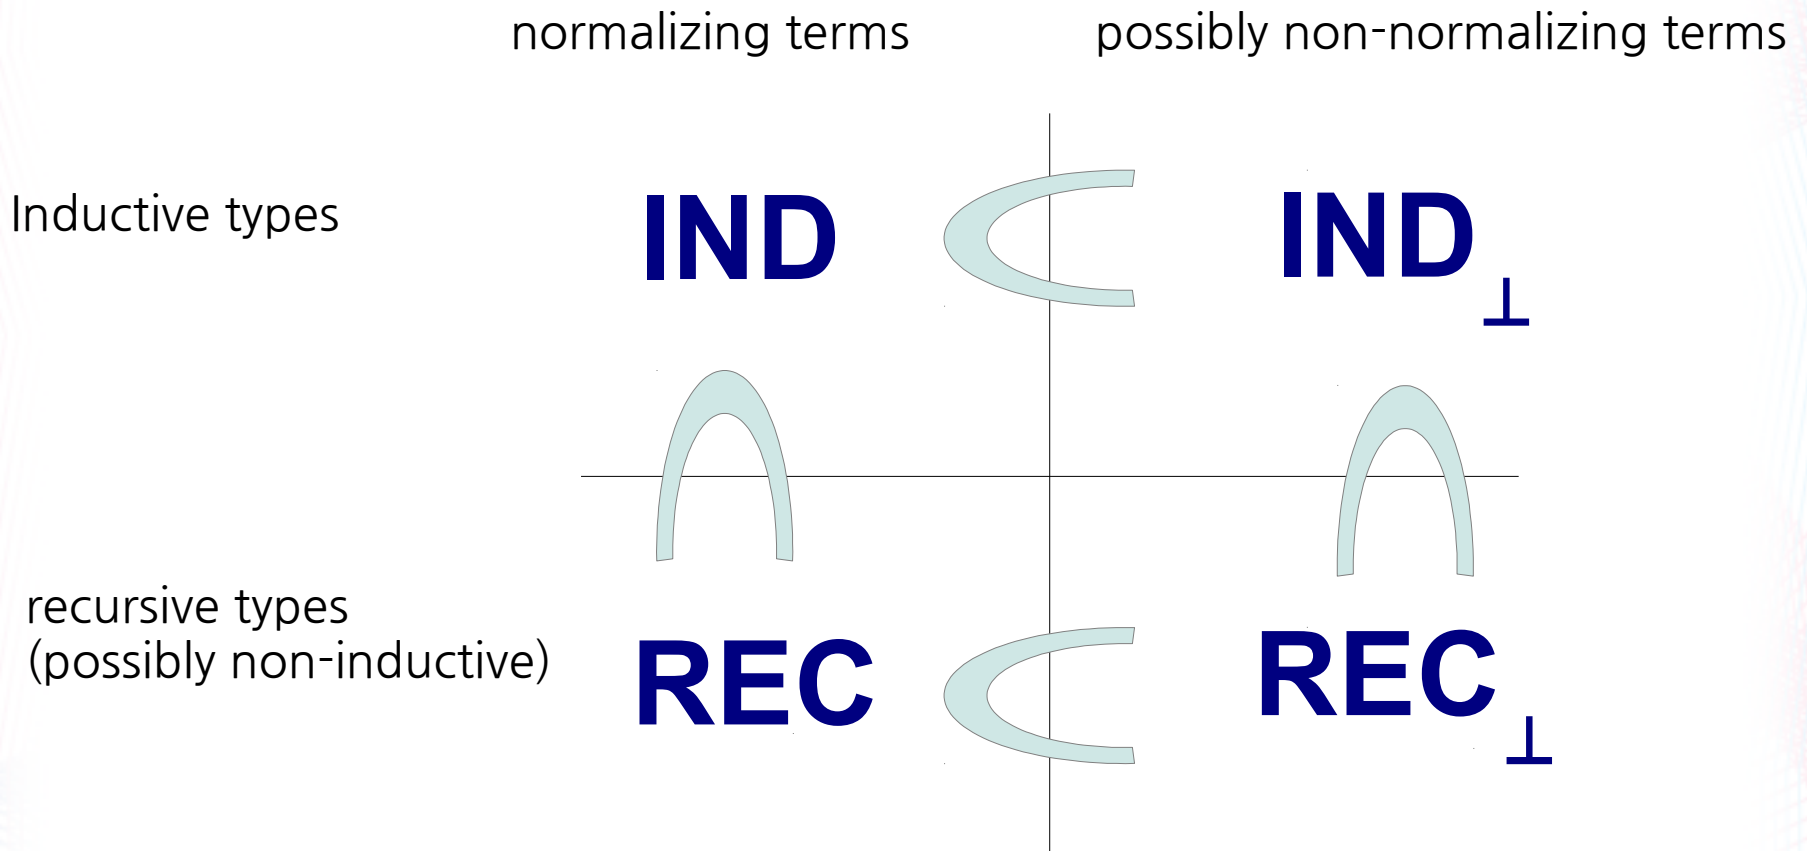 normalizing terms possibly non-normalizing terms
Inductive types IND IND⊥
recursive types
(possibly non-inductive) REC REC⊥